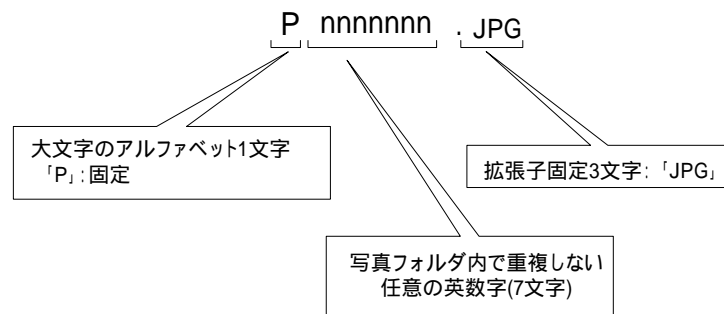 P nnnnnnn . JPG
大文字のアルファベット1文字
「P」：固定
拡張子固定3文字：「JPG」
写真フォルダ内で重複しない
任意の英数字(7文字)